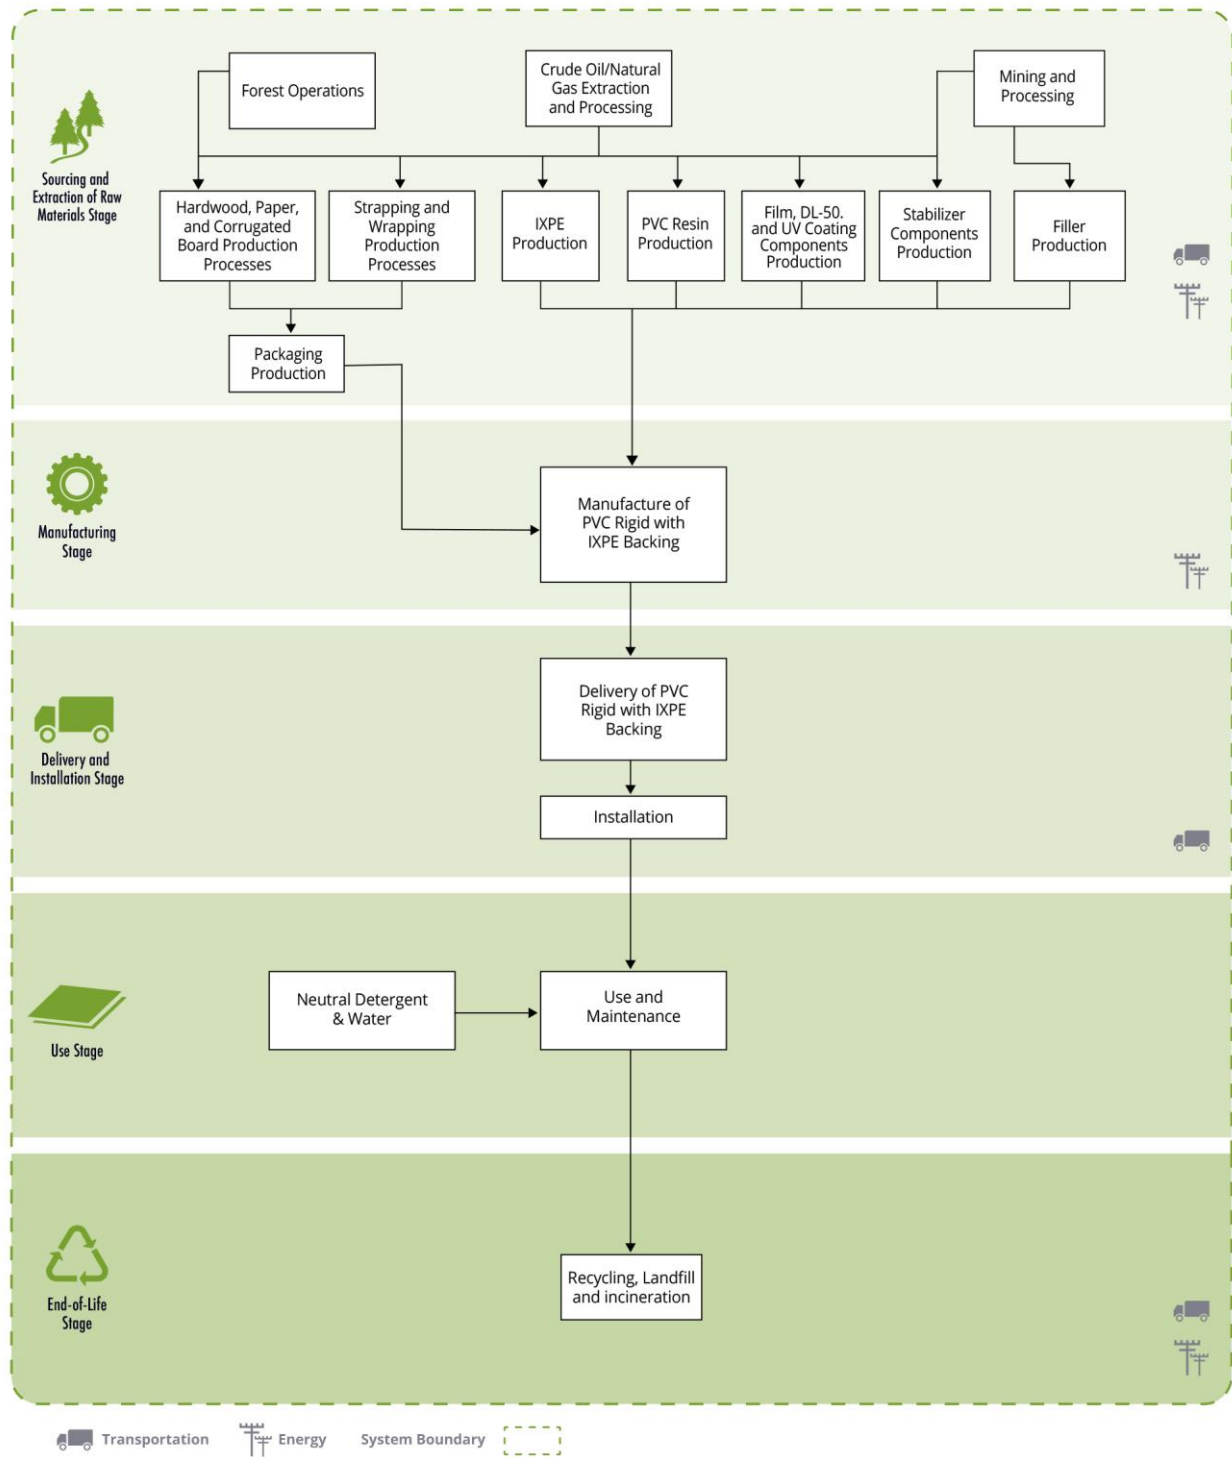 Forest Operations
Crude Oil/Natural
Gas Extraction
and Processing
Mining and
Processing
Sourcing and
Extraction of Raw
Materials Stage
Hardwood, Paper,
and Corrugated
Board Production
Processes
Strapping and
Wrapping
Production
Processes
IXPE
Production
PVC Resin
Production
Film, DL-50.
and UV Coating
Components
Production
Stabilizer
Components
Production
Filler
Production
Packaging
Production
Manufacturing
Stage
Manufacture of
PVC Rigid with
IXPE Backing
Delivery and
Installation Stage
Delivery of PVC
Rigid with IXPE
Backing
Installation
Use Stage
Neutral Detergent
& Water
Use and
Maintenance
End-of-Life
Stage
Recycling, Landfill
and incineration
Transportation
Energy
System Boundary